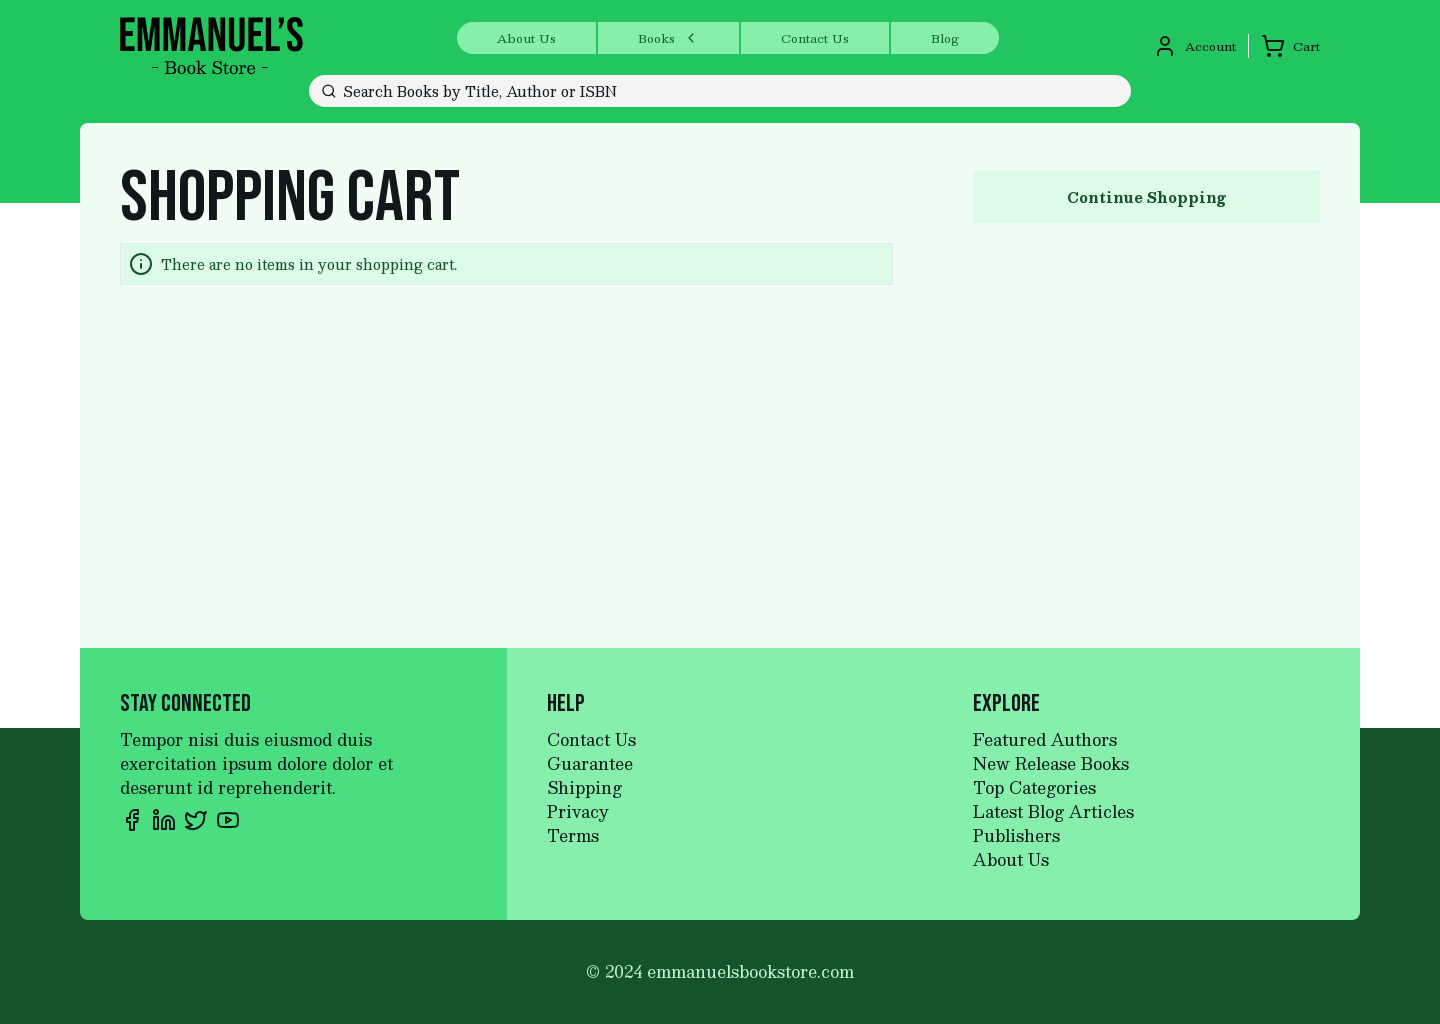 EMMANUEL'S
- Book Store -
About Us
Books
Contact Us
Blog
Account
Cart
Search Books by Title, Author or ISBN
SHOPPING CART
Continue Shopping
There are no items in your shopping cart.
STAY CONNECTED
Tempor nisi duis eiusmod duis
exercitation ipsum dolore dolor et
deserunt id reprehenderit.
HELP
Contact Us
Guarantee
Shipping
Privacy
Terms
EXPLORE
Featured Authors
New Release Books
Top Categories
Latest Blog Articles
Publishers
About Us
© 2024 emmanuelsbookstore.com